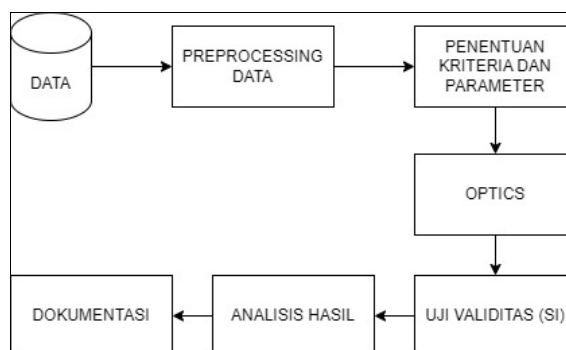 DATA
PREPROCESSING
DATA
PENENTUAN
KRITERIA DAN
PARAMETER
OPTICS
UJI VALIDITAS (SI)
ANALISIS HASIL
DOKUMENTASI